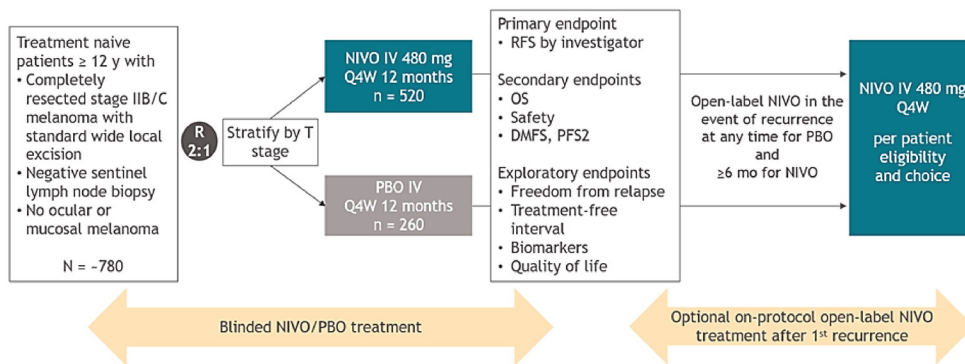 Treatment naive
patients ≥ 12 y with
• Completely
resected stage IIB/C
melanoma with
standard wide local
excision
• Negative sentinel
lymph node biopsy
• No ocular or
mucosal melanoma
N = ~780
R
2:1
Stratify by T
stage
NIVO IV 480 mg
Q4W 12 months
n = 520
PBO IV
Q4W 12 months
n = 260
Primary endpoint
• RFS by investigator
Secondary endpoints
• OS
• Safety
• DMFS, PFS2
Exploratory endpoints
• Freedom from relapse
• Treatment-free
interval
• Biomarkers
• Quality of life
Open-label NIVO in the
event of recurrence
at any time for PBO
and
≥6 mo for NIVO
NIVO IV 480 mg
Q4W
per patient
eligibility
and choice
Blinded NIVO/PBO treatment
Optional on-protocol open-label NIVO
treatment after 1st recurrence